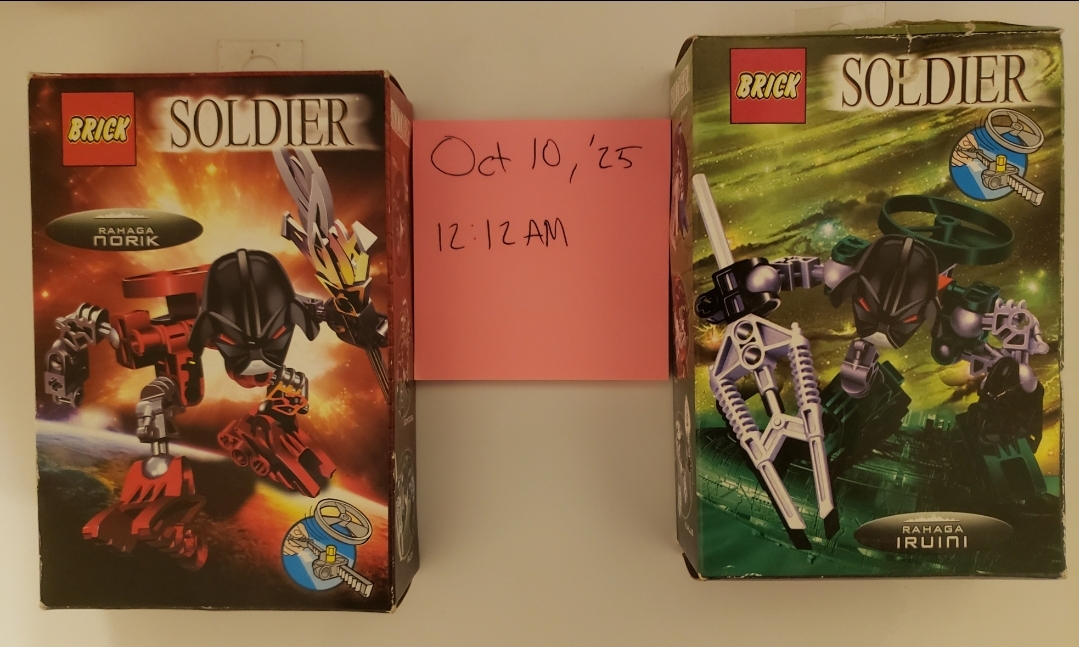 BRICK
SOLDIER
RAHAGA
NORIK
Oct 10, '25
12:12 AM
BRICK
SOLDIER
RAHAGA
IRUINI